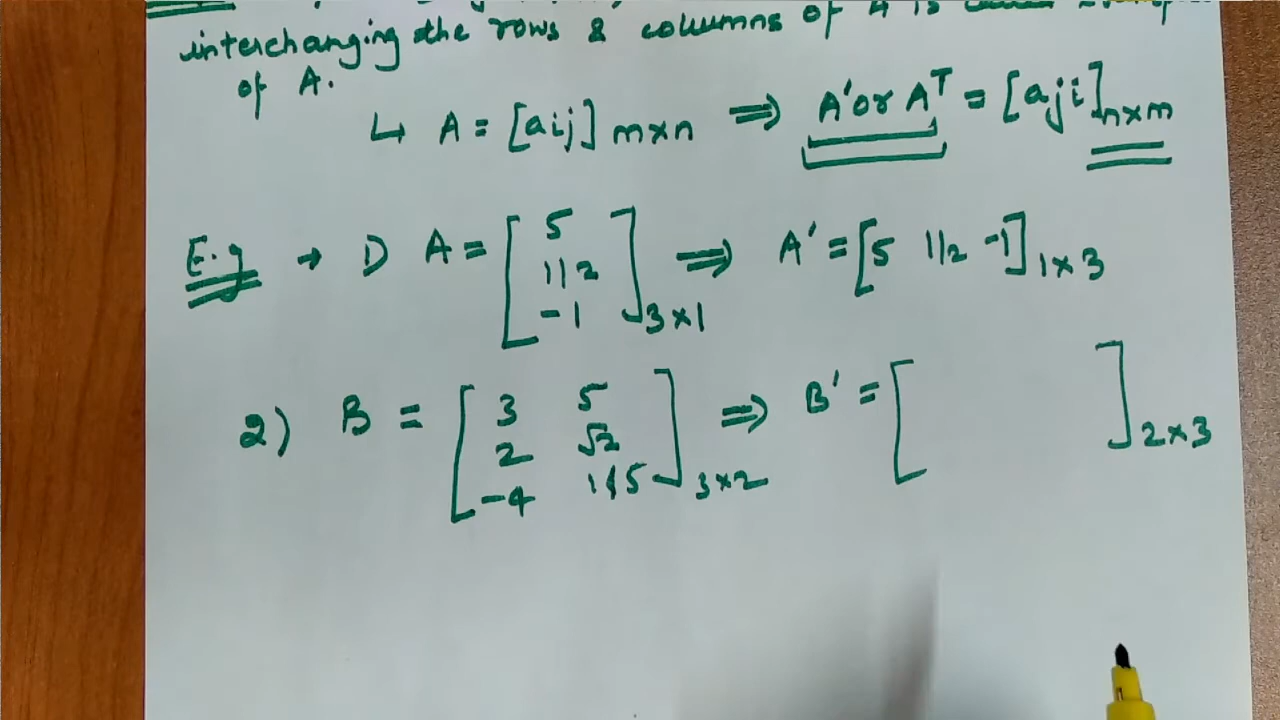 interchanging the rows & columns of A is
of A.
↳ A = [aij] m×n ⇒ A' or Aᵀ = [aji] n×m
E.g → 1) A = [5 1/2 -1] 3×1 ⇒ A' = [5 1/2 -1] 1×3
2) B = [3 5 2 √2 -4 1/5] 3×2 ⇒ B' = [ ] 2×3